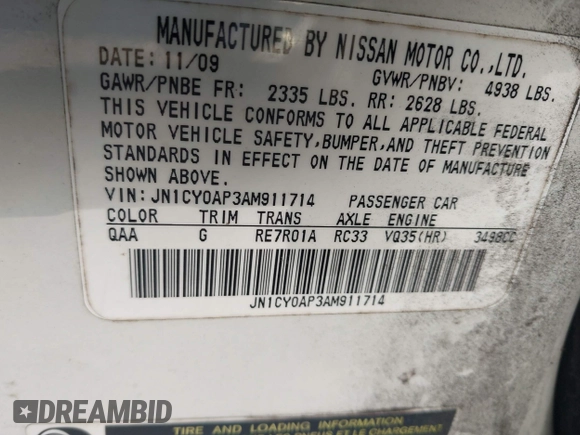 MANUFACTURED BY NISSAN MOTOR CO.,LTD.
DATE: 11/09 GVWR/PNBV: 4938 LBS.
GAWR/PNBE FR: 2335 LBS. RR: 2628 LBS.
THIS VEHICLE CONFORMS TO ALL APPLICABLE FEDERAL
MOTOR VEHICLE SAFETY,BUMPER,AND THEFT PREVENTION
STANDARDS IN EFFECT ON THE DATE OF MANUFACTURE
SHOWN ABOVE.
VIN: JN1CY0AP3AM911714 PASSENGER CAR
COLOR TRIM TRANS AXLE ENGINE
QAA G RE7R01A RC33 VQ35(HR) 3498CC
JN1CY0AP3AM911714
DREAMBID
TIRE AND LOADING INFORMATION